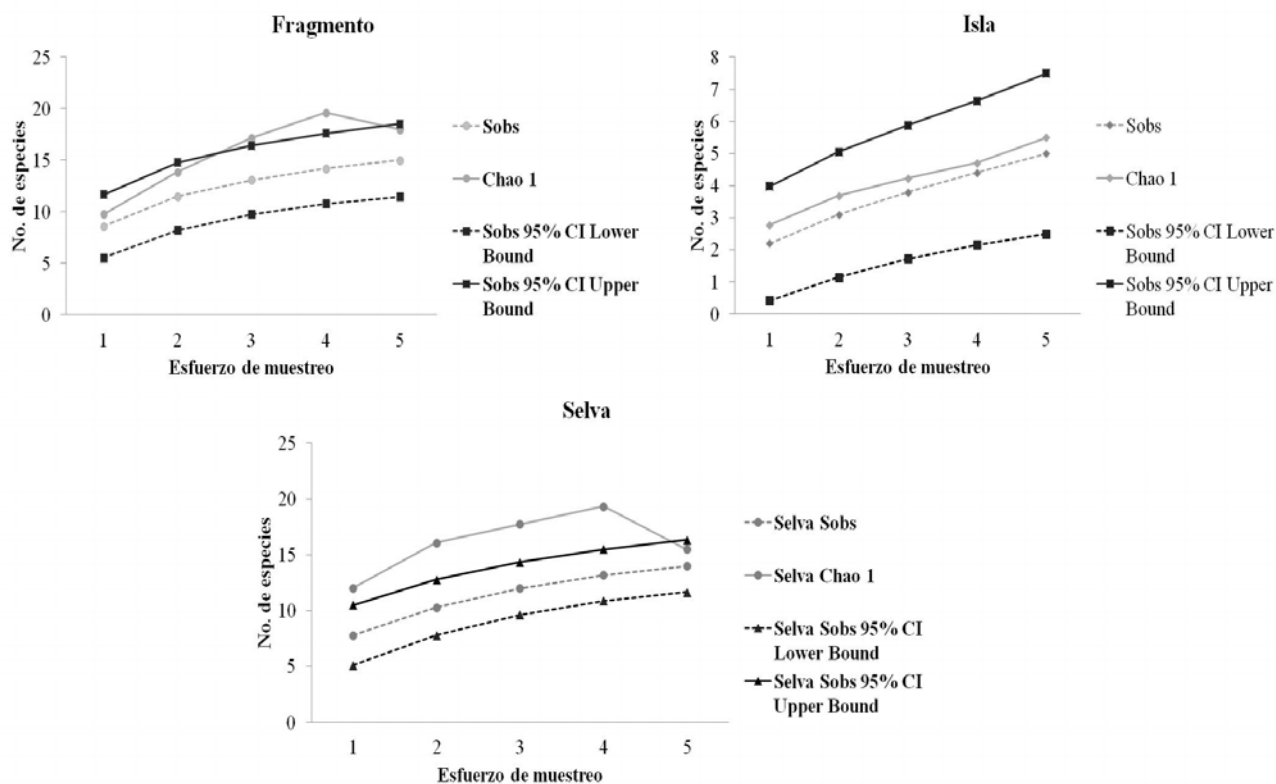 Fragmento
No. de especies
25
20
15
10
5
0
1 2 3 4 5
Esfuerzo de muestreo
Sobs
Chao 1
Sobs 95% CI Lower
Bound
Sobs 95% CI Upper
Bound
Isla
No. de especies
8
7
6
5
4
3
2
1
0
1 2 3 4 5
Esfuerzo de muestreo
Sobs
Chao 1
Sobs 95% CI Lower
Bound
Sobs 95% CI Upper
Bound
Selva
No. de especies
25
20
15
10
5
0
1 2 3 4 5
Esfuerzo de muestreo
Selva Sobs
Selva Chao 1
Selva Sobs 95% CI
Lower Bound
Selva Sobs 95% CI
Upper Bound